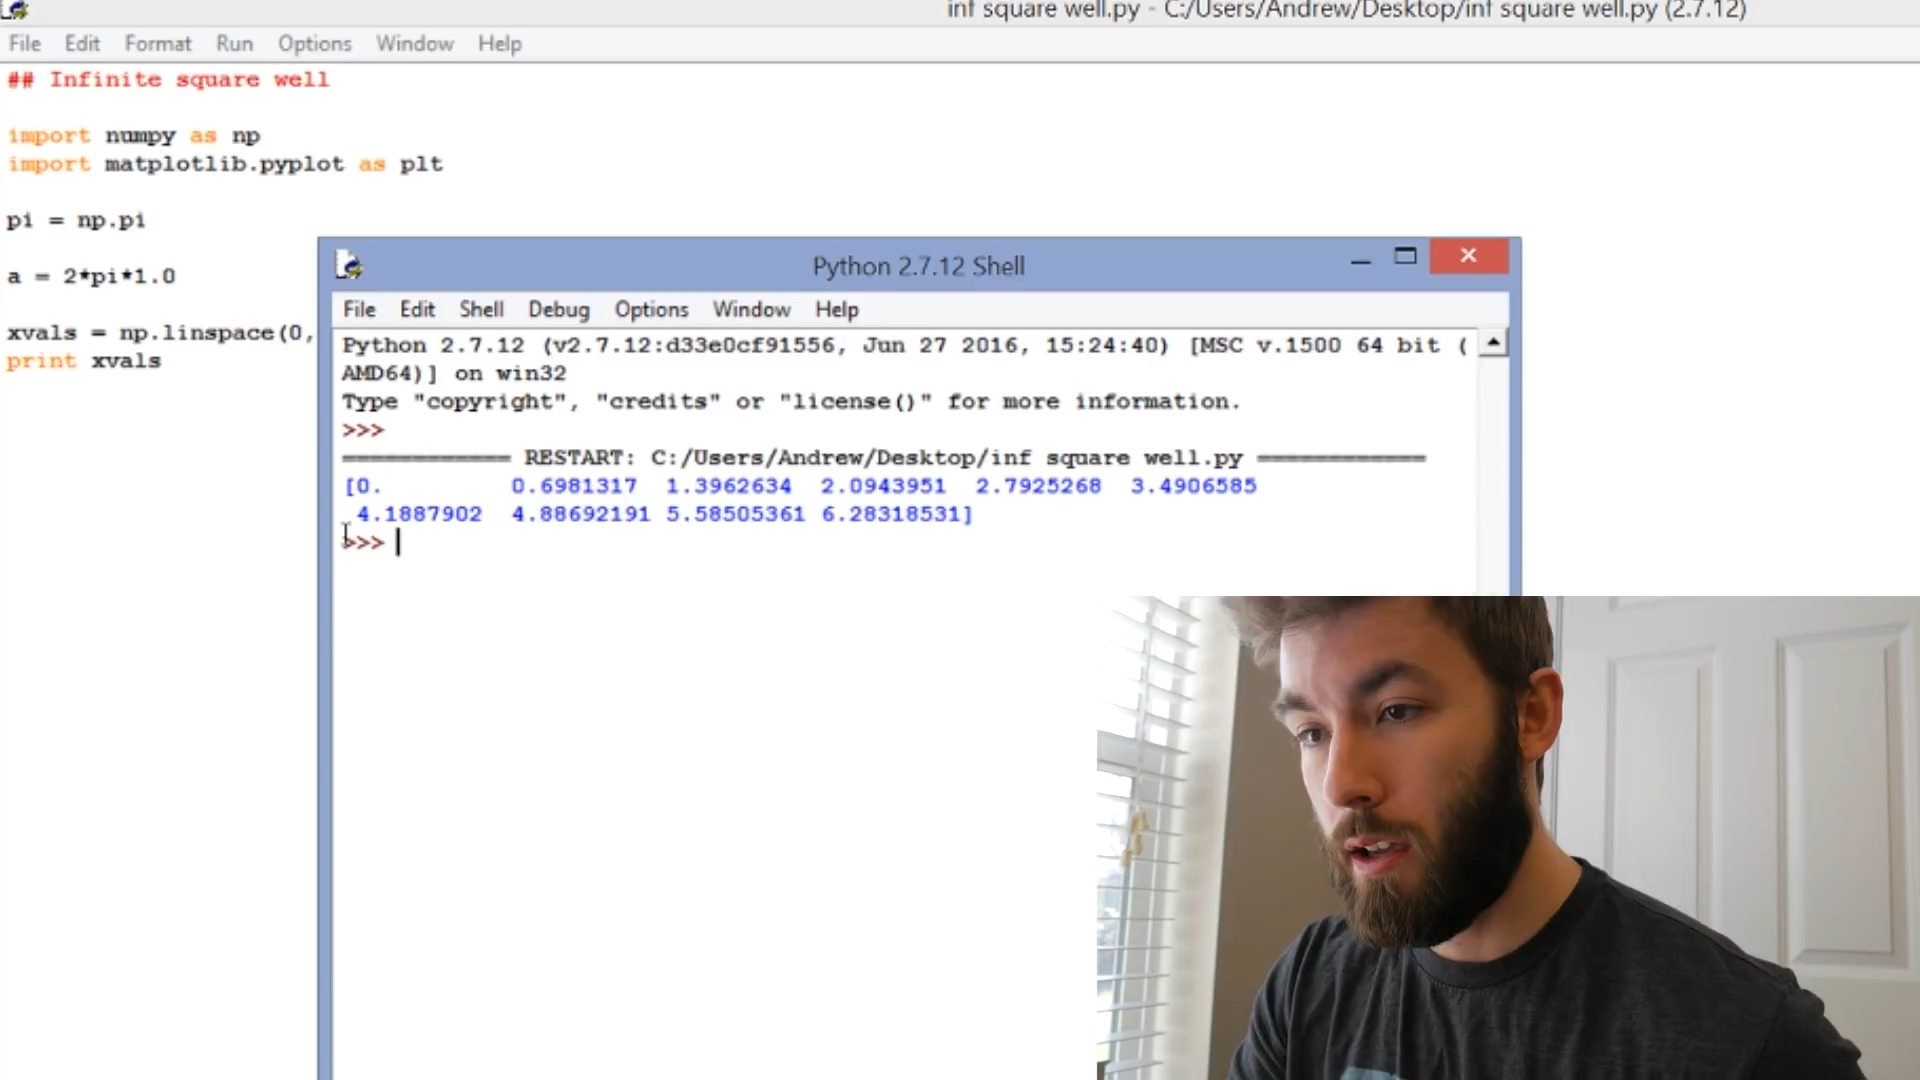 inf square well.py - C:/Users/Andrew/Desktop/inf square well.py (2.7.12)
File Edit Format Run Options Window Help
## Infinite square well
import numpy as np
import matplotlib.pyplot as plt
pi = np.pi
a = 2*pi*1.0
xvals = np.linspace(0,
print xvals
Python 2.7.12 Shell
File Edit Shell Debug Options Window Help
Python 2.7.12 (v2.7.12:d33e0cf91556, Jun 27 2016, 15:24:40) [MSC v.1500 64 bit (
AMD64)] on win32
Type "copyright", "credits" or "license()" for more information.
>>>
============ RESTART: C:/Users/Andrew/Desktop/inf square well.py ============
[0. 0.6981317 1.3962634 2.0943951 2.7925268 3.4906585
4.1887902 4.88692191 5.58505361 6.28318531]
>>>